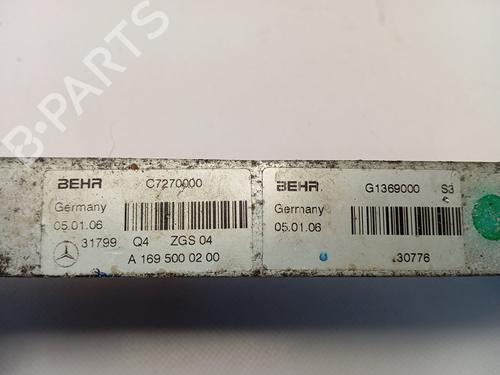 B-PARTS
BEHR C7270000
Germany
05.01.06
31799 Q4 ZGS 04
A 169 500 02 00
BEHR G1369000 S3
Germany
05.01.06
30776